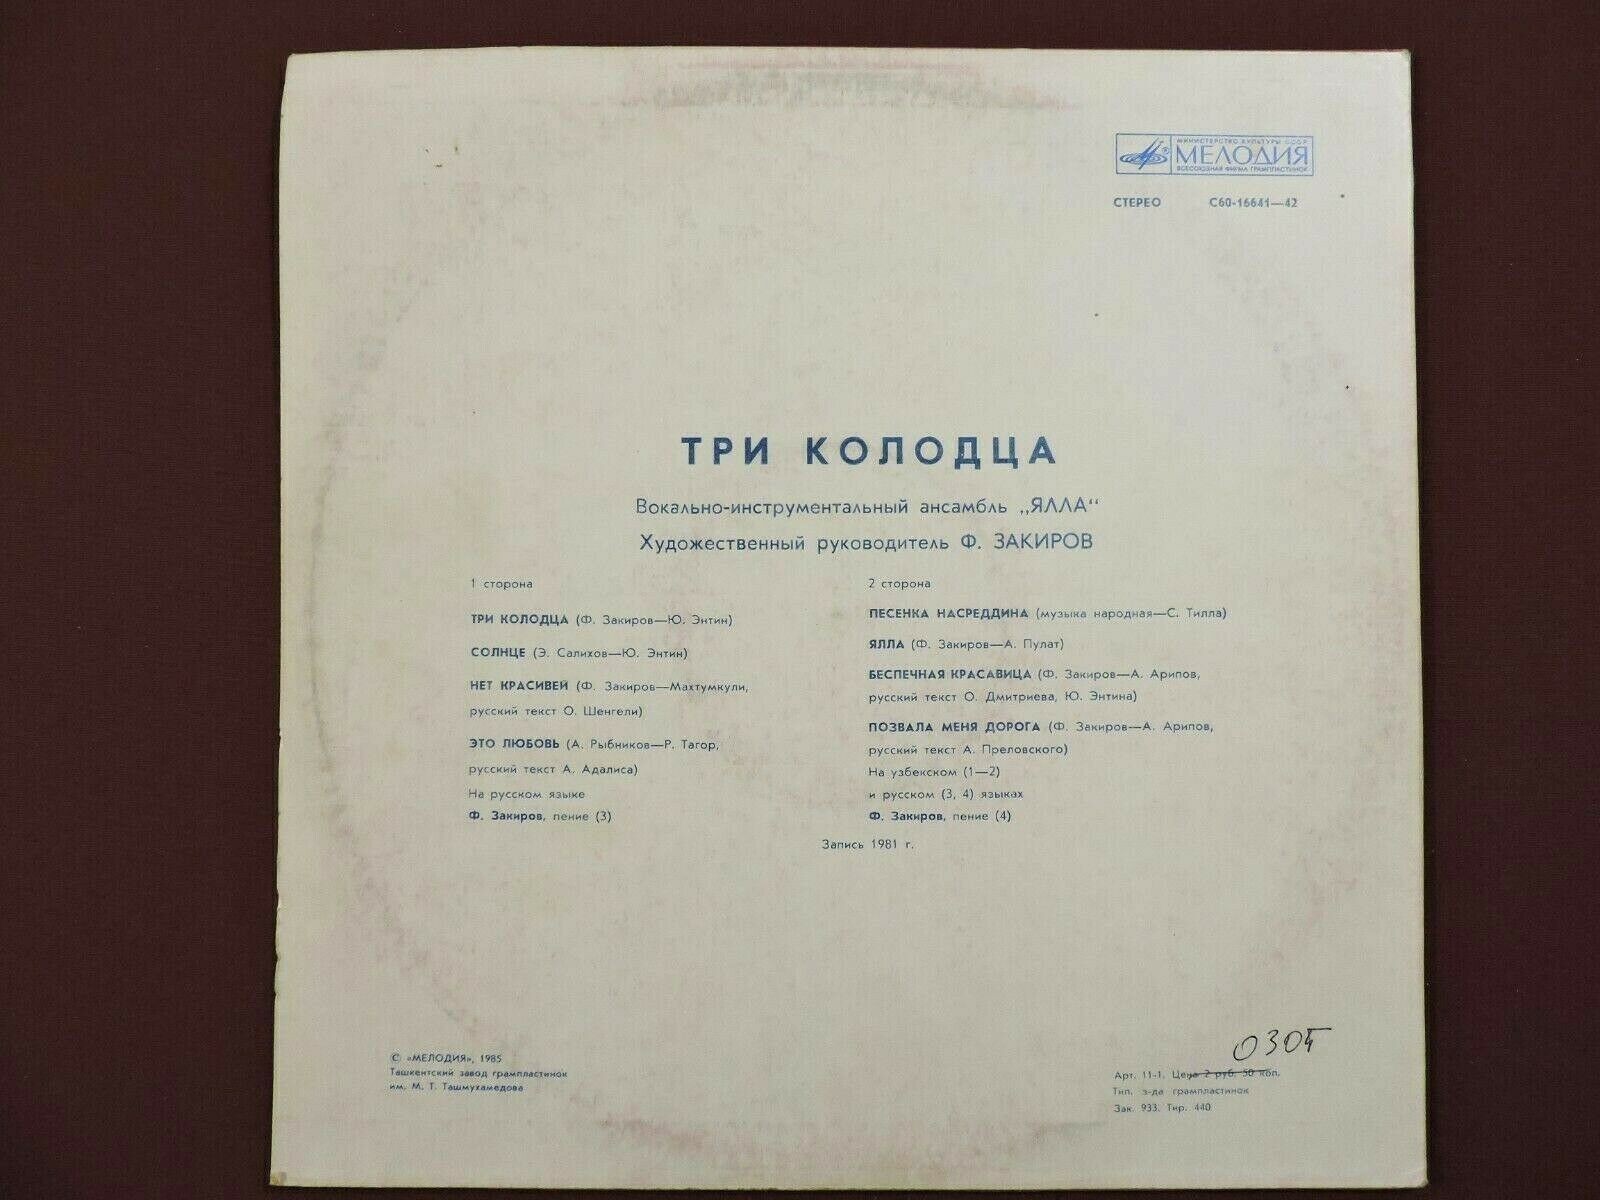 МИНИСТЕРСТВО КУЛЬТУРЫ СССР
МЕЛОДИЯ
ВСЕСОЮЗНАЯ ФИРМА ГРАМПЛАСТИНОК
СТЕРЕО С60-16641—42
ТРИ КОЛОДЦА
Вокально-инструментальный ансамбль „ЯЛЛА“
Художественный руководитель Ф. ЗАКИРОВ
1 сторона
ТРИ КОЛОДЦА (Ф. Закиров—Ю. Энтин)
СОЛНЦЕ (Э. Салихов—Ю. Энтин)
НЕТ КРАСИВЕЙ (Ф. Закиров—Махтумкули,
русский текст О. Шенгели)
ЭТО ЛЮБОВЬ (А. Рыбников—Р. Тагор,
русский текст А. Адалиса)
На русском языке
Ф. Закиров, пение (3)
2 сторона
ПЕСЕНКА НАСРЕДДИНА (музыка народная—С. Тилла)
ЯЛЛА (Ф. Закиров—А. Пулат)
БЕСПЕЧНАЯ КРАСАВИЦА (Ф. Закиров—А. Арипов,
русский текст О. Дмитриева, Ю. Энтина)
ПОЗВАЛА МЕНЯ ДОРОГА (Ф. Закиров—А. Арипов,
русский текст А. Преловского)
На узбекском (1—2)
и русском (3, 4) языках
Ф. Закиров, пение (4)
Запись 1981 г.
С «МЕЛОДИЯ», 1985
Ташкентский завод грампластинок
им. М. Т. Ташмухамедова
Арт. 11-1. Цена 2 руб. 50 коп.
Тип. з-да грампластинок
Зак. 933. Тир. 440